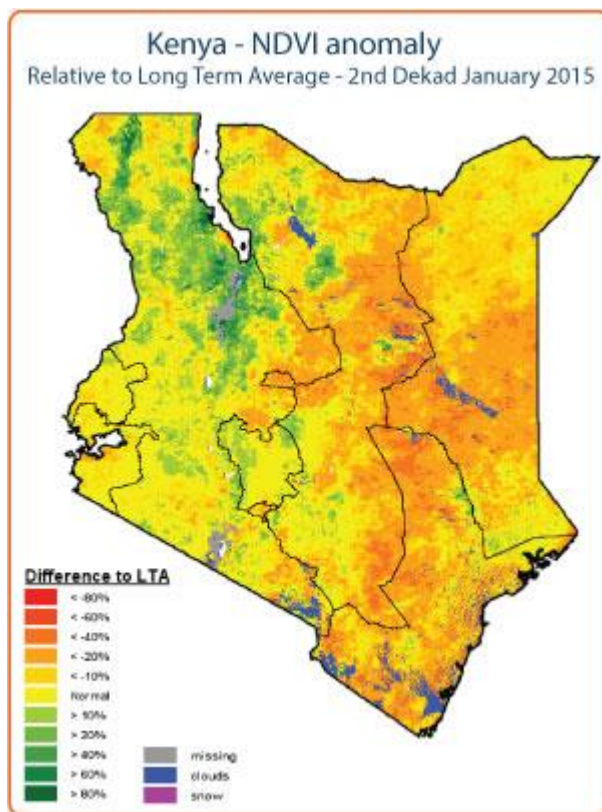 Kenya - NDVI anomaly
Relative to Long Term Average - 2nd Dekad January 2015
Difference to LTA
< -80%
< -60%
< -40%
< -20%
< -10%
Normal
> 10%
> 20%
> 40%
> 60%
> 80%
missing
clouds
snow